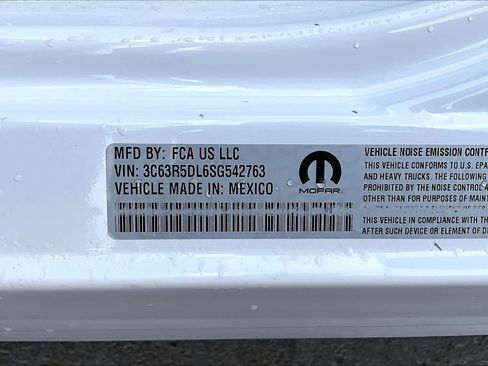 MFD BY: FCA US LLC
VIN: 3C63R5DL6SG542763
VEHICLE MADE IN: MEXICO
MOPAR
VEHICLE NOISE EMISSION CONTR
THIS VEHICLE CONFORMS TO U.S. EPA
AND HEAVY TRUCKS. THE FOLLOWING
PROHIBITED BY THE NOISE CONTROL A
OTHER THAN FOR PURPOSES OF MAINT
THIS VEHICLE IN COMPLIANCE WITH THE
AFTER SUCH DEVICE OR ELEMENT OF D